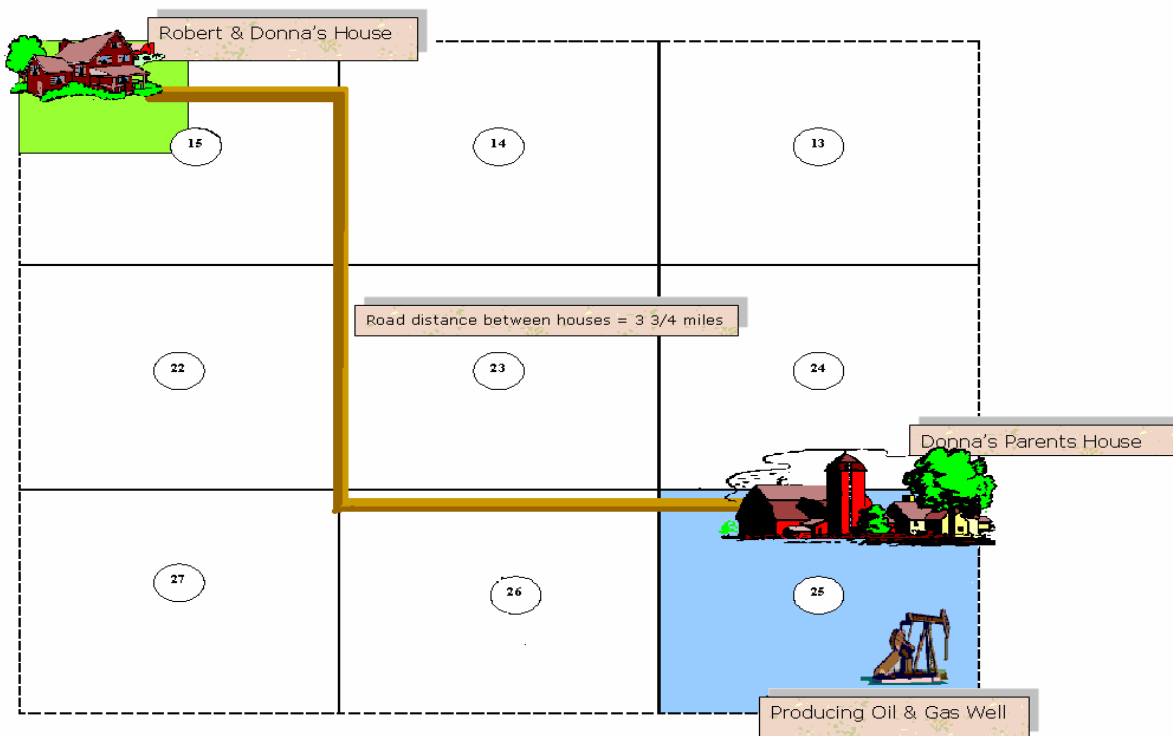 Robert & Donna's House
15
14
13
Road distance between houses = 3 3/4 miles
22
23
24
Donna's Parents House
27
26
25
Producing Oil & Gas Well